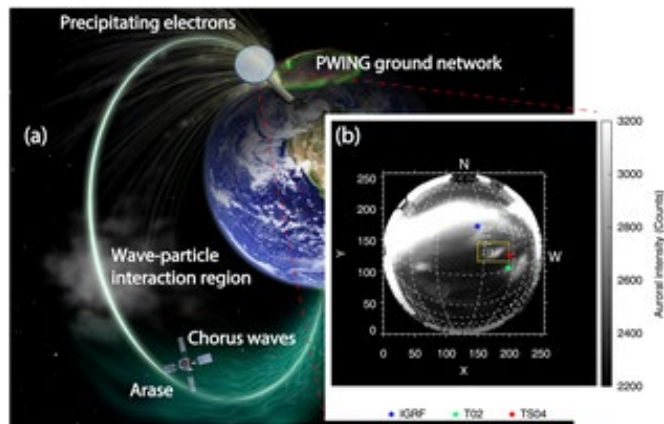 Precipitating electrons
PWING ground network
(a)
(b)
N
250
200
150
100
50
0
Y
W
0 50 100 150 200 250
X
3200
3000
2800
2600
2400
2200
Auroral intensity (Counts)
Wave-particle
interaction region
Chorus waves
Arase
IGRF T02 TS04